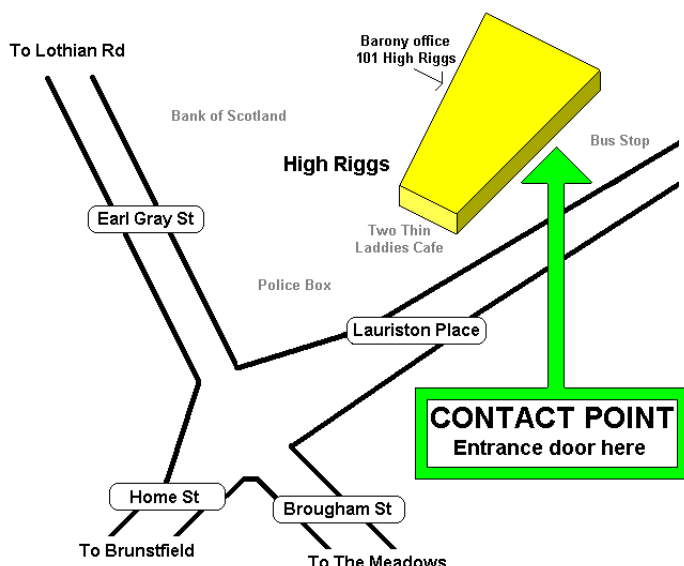 To Lothian Rd
Barony office
101 High Riggs
Bank of Scotland
Bus Stop
High Riggs
Earl Gray St
Two Thin
Laddies Cafe
Police Box
Lauriston Place
CONTACT POINT
Entrance door here
Home St
Brougham St
To Brunstfield
To The Meadows